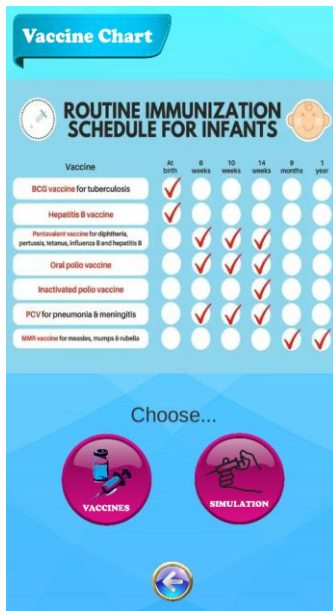 Vaccine Chart
ROUTINE IMMUNIZATION
SCHEDULE FOR INFANTS
Vaccine
At birth
6 weeks
10 weeks
14 weeks
9 months
1 year
BCG vaccine for tuberculosis
Hepatitis B vaccine
Pentavalent vaccine for diphtheria,
pertussis, tetanus, influenza B and hepatitis B
Oral polio vaccine
Inactivated polio vaccine
PCV for pneumonia & meningitis
MMR vaccine for measles, mumps & rubella
Choose...
VACCINES
SIMULATION